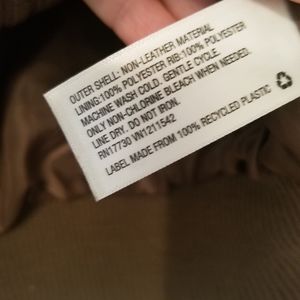 OUTER SHELL: NON-LEATHER MATERIAL
LINING:100% POLYESTER RIB:100% POLYESTER
MACHINE WASH COLD. GENTLE CYCLE.
ONLY NON-CHLORINE BLEACH WHEN NEEDED.
LINE DRY. DO NOT IRON.
RN17730 VN1211542
LABEL MADE FROM 100% RECYCLED PLASTIC